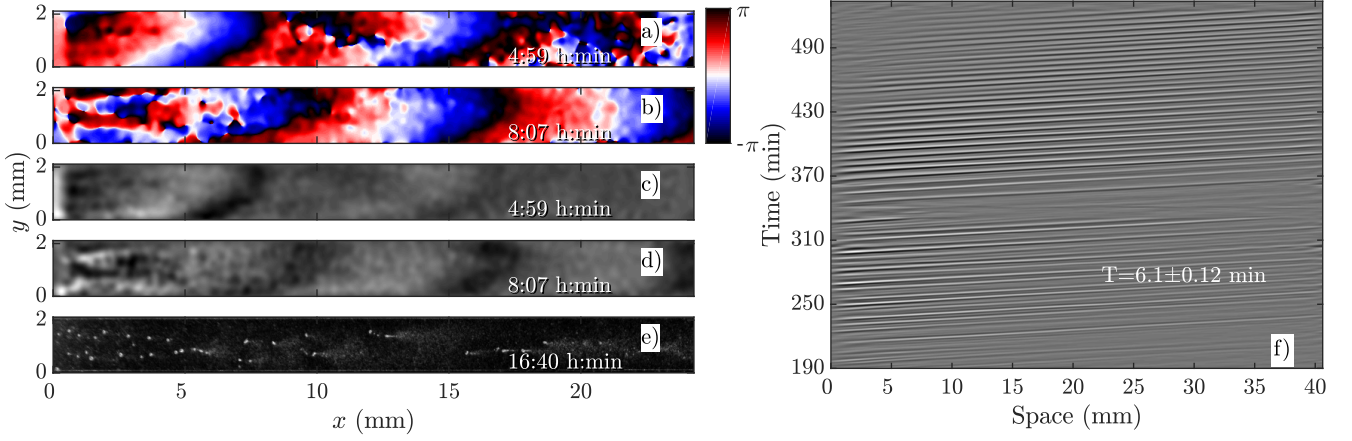 2
0
a)
4:59 h:min
π
-π
2
0
b)
8:07 h:min
2
0
c)
4:59 h:min
2
0
d)
8:07 h:min
2
0
e)
16:40 h:min
0
5
10
15
20
x (mm)
y (mm)
490
430
370
310
250
190
Time (min)
T=6.1±0.12 min
f)
0
5
10
15
20
25
30
35
40
Space (mm)